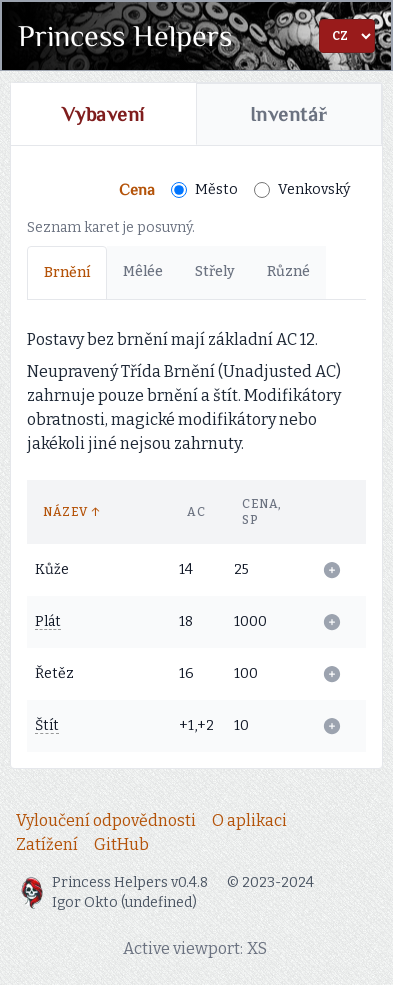 Princess Helpers
CZ
Vybavení
Inventář
Cena
Město
Venkovský
Seznam karet je posuvný.
Brnění
Mêlée
Střely
Různé
Postavy bez brnění mají základní AC 12.
Neupravený Třída Brnění (Unadjusted AC)
zahrnuje pouze brnění a štít. Modifikátory
obratnosti, magické modifikátory nebo
jakékoli jiné nejsou zahrnuty.
NÁZEV ↑
AC
CENA,
SP
Kůže 14 25
Plát 18 1000
Řetěz 16 100
Štít +1,+2 10
Vyloučení odpovědnosti O aplikaci
Zatížení GitHub
Princess Helpers v0.4.8 © 2023-2024
Igor Okto (undefined)
Active viewport: XS